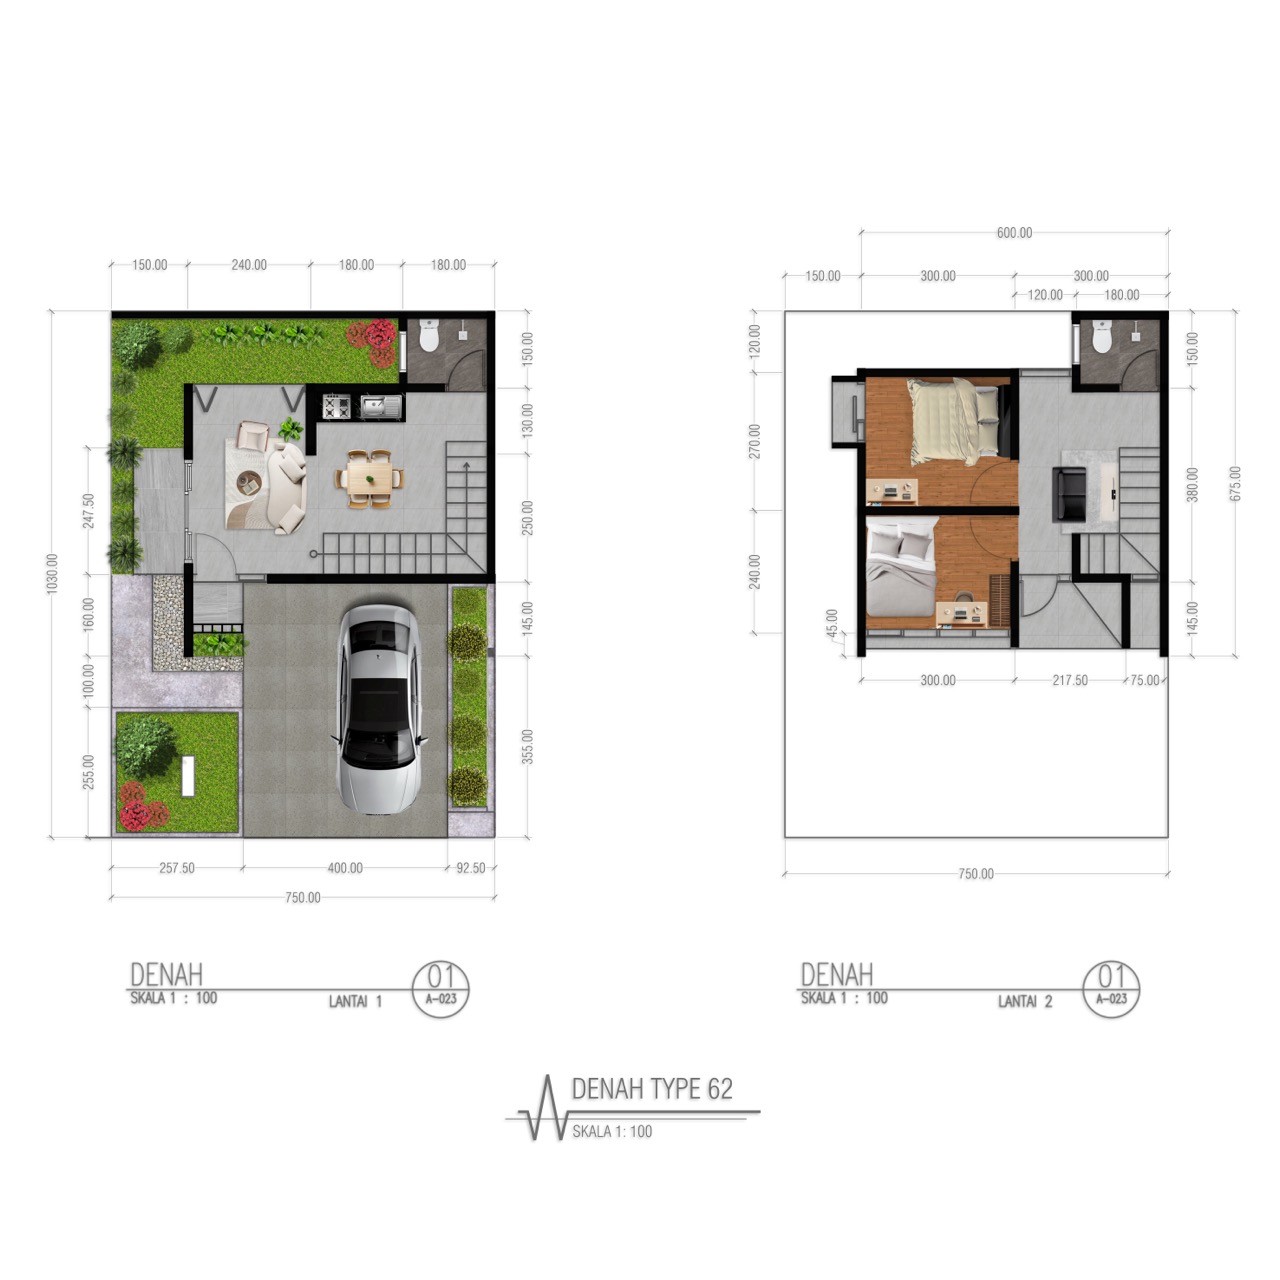 600.00
150.00 240.00 180.00 180.00
150.00 300.00 300.00
120.00 180.00
150.00
130.00
250.00
145.00
355.00
1030.00
247.50
160.00
100.00
255.00
257.50 400.00 92.50
750.00
120.00
270.00
240.00
45.00
150.00
380.00
145.00
675.00
300.00 217.50 75.00
750.00
DENAH
SKALA 1 : 100
LANTAI 1
01
A-023
DENAH
SKALA 1 : 100
LANTAI 2
01
A-023
DENAH TYPE 62
SKALA 1: 100